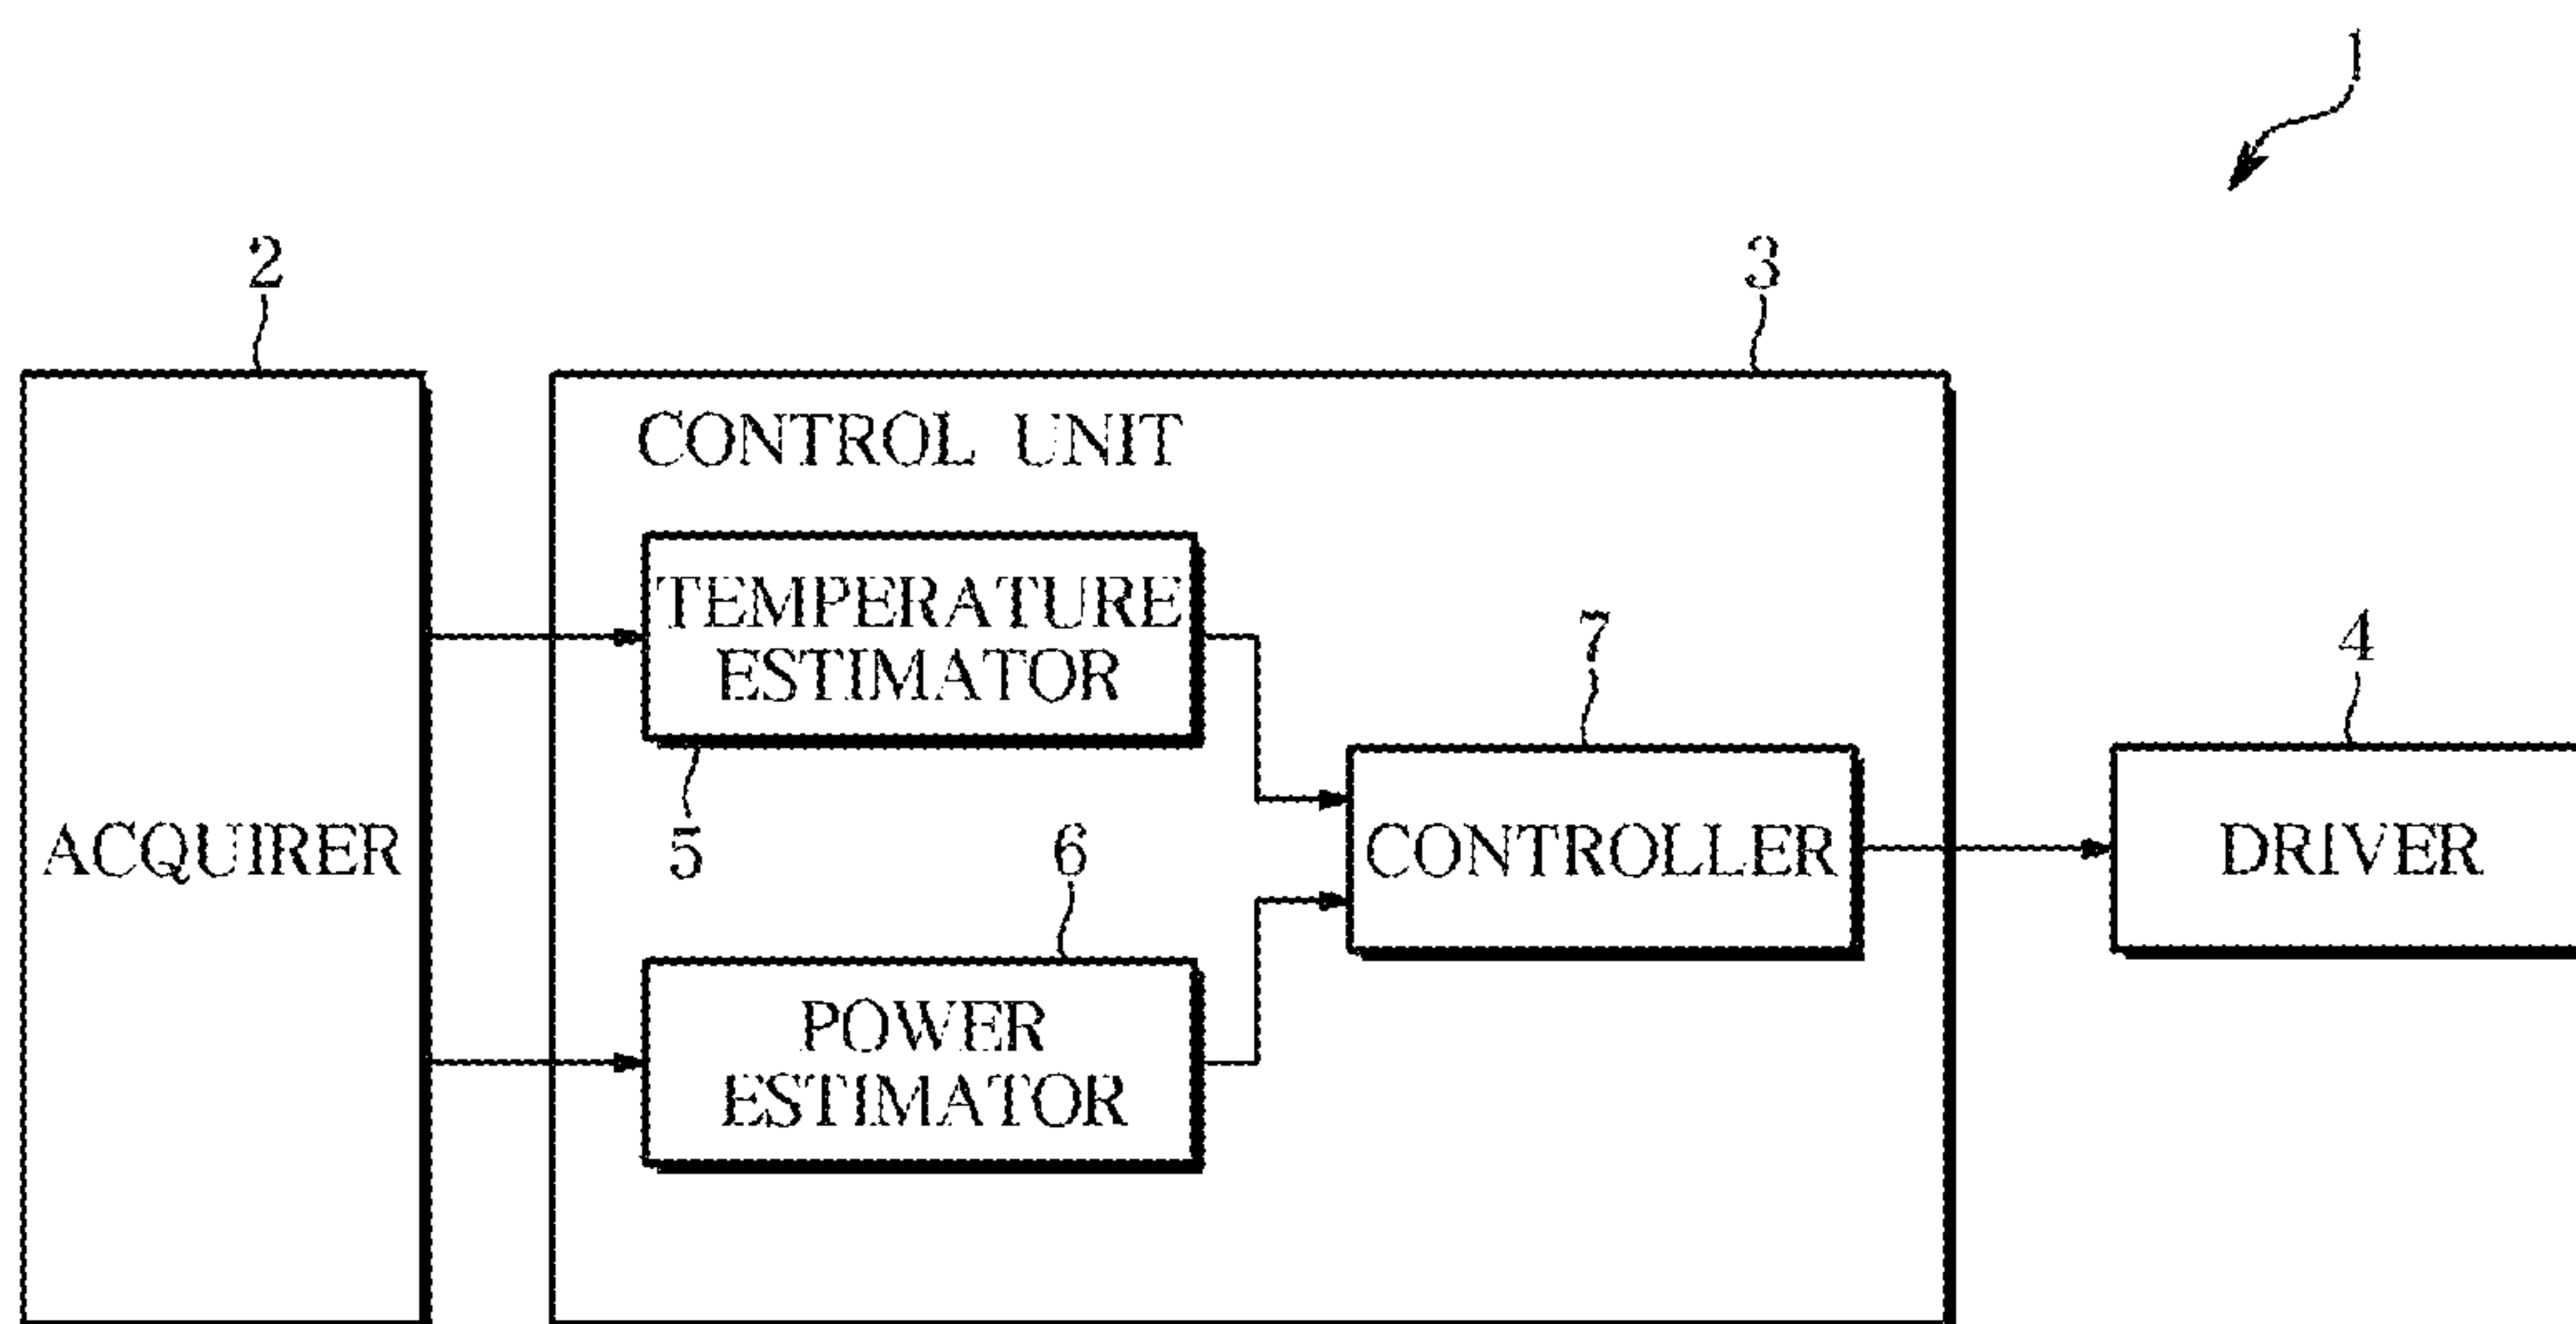 1
2
3
CONTROL UNIT
TEMPERATURE
ESTIMATOR
5
7
4
ACQUIRER
CONTROLLER
DRIVER
6
POWER
ESTIMATOR